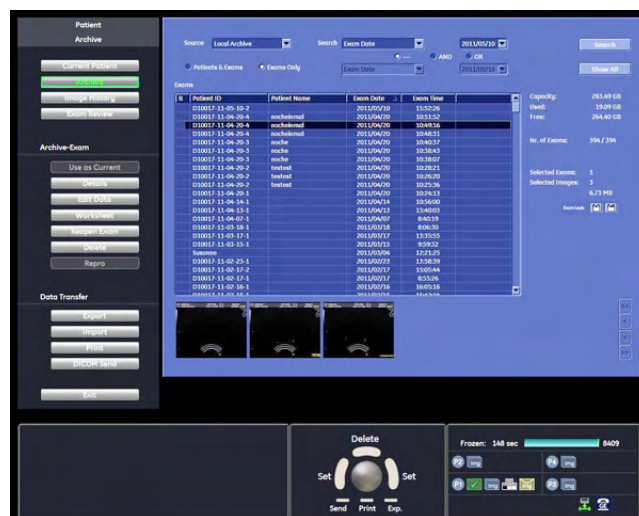 Patient
Archive
Current Patient
Archive
Image History
Exam Review
Archive-Exam
Use as Current
Details
Edit Data
Worksheet
Reopen Exam
Delete
Repro
Data Transfer
Export
Import
Print
DICOM Send
Exit
Source Local Archive Search Exam Date 2011/05/10 Search
--- AND OR
Patients & Exams Exams Only Exam Date 2011/05/10 Show All
Exams
Patient ID Patient Name Exam Date Exam Time
D10017-11-05-10-2 2011/05/10 15:52:26
D10017-11-04-20-4 nocheinmal 2011/04/20 10:51:52
D10017-11-04-20-4 nocheinmal 2011/04/20 10:49:16
D10017-11-04-20-4 nocheinmal 2011/04/20 10:48:31
D10017-11-04-20-3 noche 2011/04/20 10:40:37
D10017-11-04-20-3 noche 2011/04/20 10:38:43
D10017-11-04-20-3 noche 2011/04/20 10:38:07
D10017-11-04-20-2 testest 2011/04/20 10:28:21
D10017-11-04-20-2 testest 2011/04/20 10:26:20
D10017-11-04-20-2 testest 2011/04/20 10:25:36
D10017-11-04-20-1 2011/04/20 10:24:13
D10017-11-04-14-1 2011/04/14 10:56:00
D10017-11-04-13-1 2011/04/13 15:40:03
D10017-11-04-07-1 2011/04/07 8:40:19
D10017-11-03-18-1 2011/03/18 8:06:30
D10017-11-03-17-1 2011/03/17 13:35:55
D10017-11-03-15-1 2011/03/15 9:59:32
Susanne 2011/03/04 12:21:25
D10017-11-02-23-1 2011/02/23 13:58:39
D10017-11-02-17-2 2011/02/17 15:05:44
D10017-11-02-17-1 2011/02/17 8:55:26
D10017-11-02-16-1 2011/02/16 16:05:16
Capacity: 283.49 GB
Used: 19.09 GB
Free: 264.40 GB
Nr. of Exams: 394 / 394
Selected Exams: 1
Selected Images: 3
6.73 MB
Exam Lock
<<
<
>
>>
Delete
Set Set
Send Print Exp.
Frozen: 148 sec 8409
P2 img P4 img
P1 img P3 img